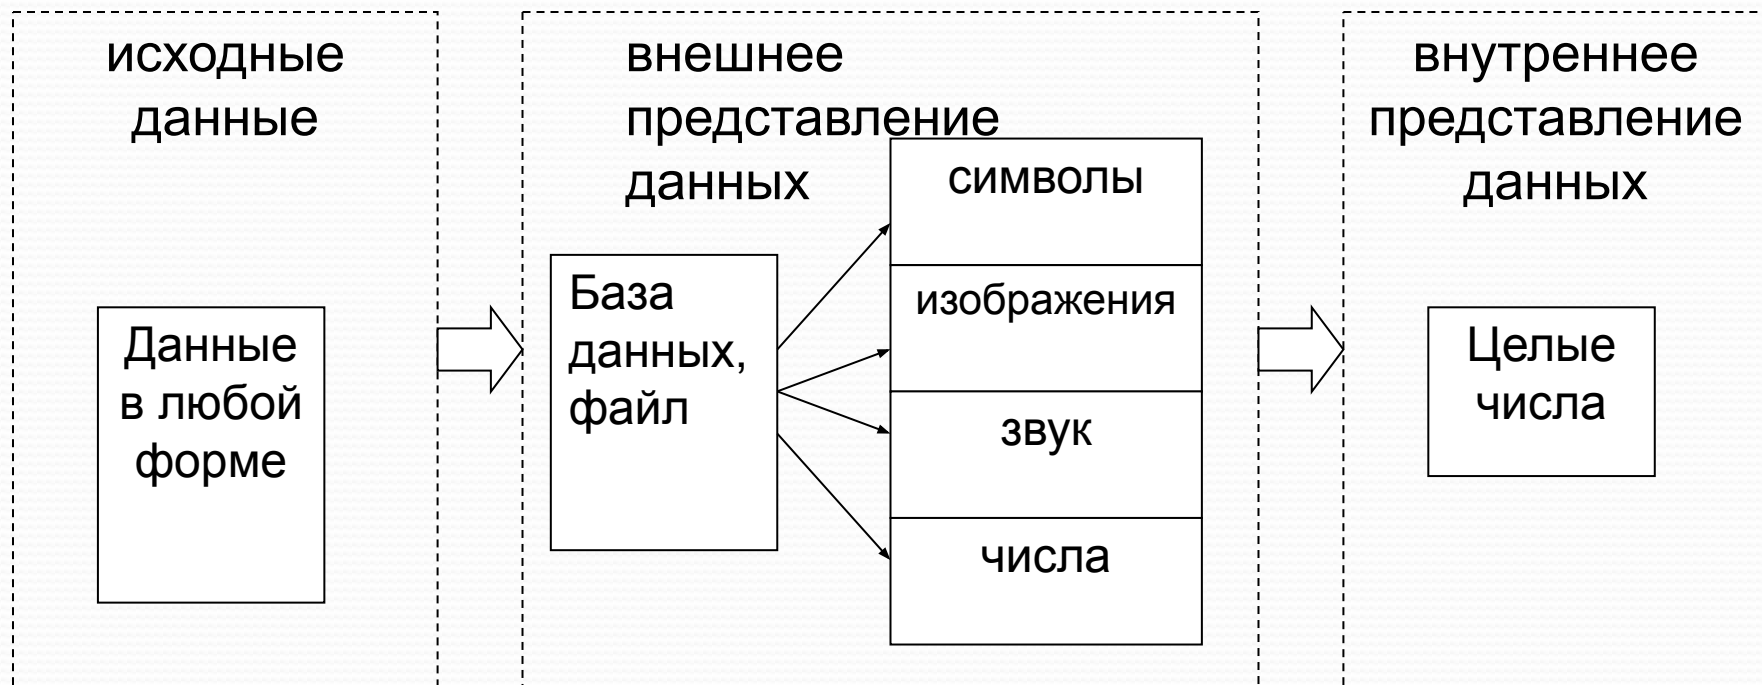 исходные
данные
Данные
в любой
форме
внешнее
представление
данных
База
данных,
файл
символы
изображения
звук
числа
внутреннее
представление
данных
Целые
числа